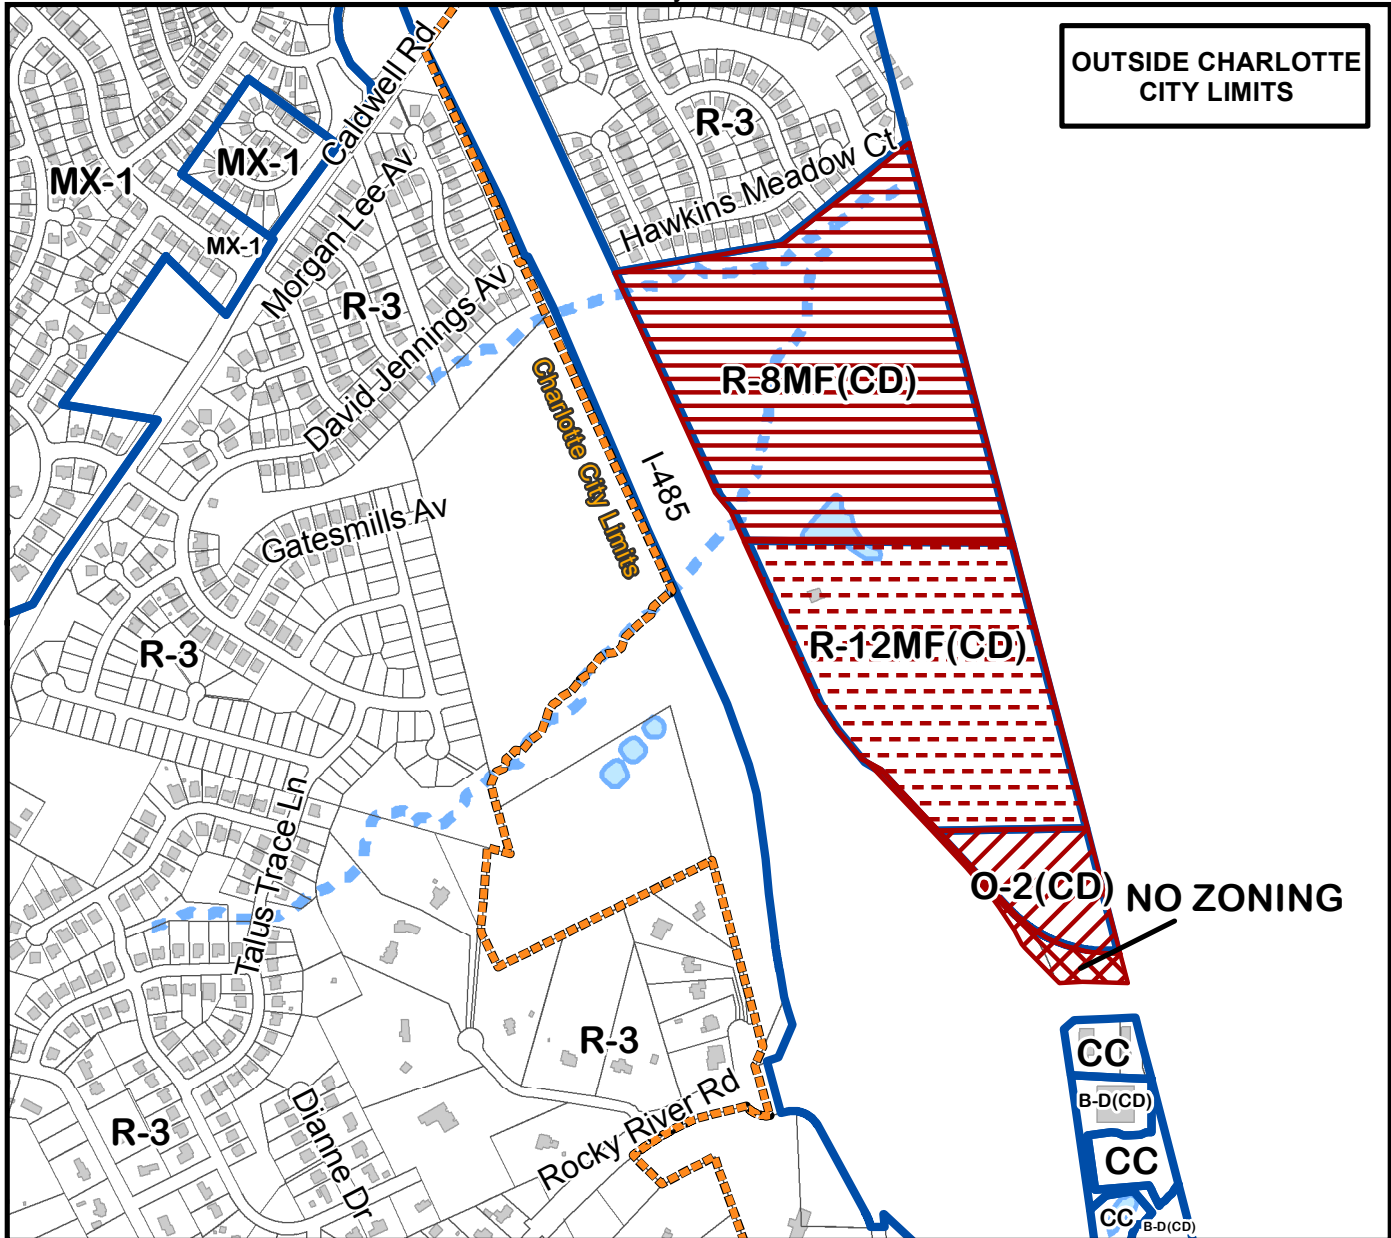 OUTSIDE CHARLOTTE
CITY LIMITS
Caldwell Rd
R-3
MX-1
MX-1
Hawkins Meadow Ct
MX-1
Morgan Lee Av
R-3
David Jennings Av
Charlotte City Limits
R-8MF(CD)
I-485
Gatesmills Av
R-3
R-12MF(CD)
Talus Trace Ln
O-2(CD)
NO ZONING
R-3
CC
B-D(CD)
R-3
Dianne Dr
Rocky River Rd
CC
CC
B-D(CD)